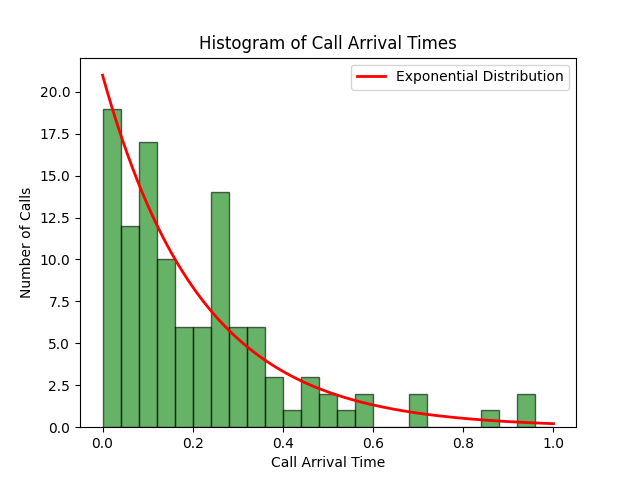 Histogram of Call Arrival Times
Exponential Distribution
Number of Calls
20.0
17.5
15.0
12.5
10.0
7.5
5.0
2.5
0.0
0.0 0.2 0.4 0.6 0.8 1.0
Call Arrival Time